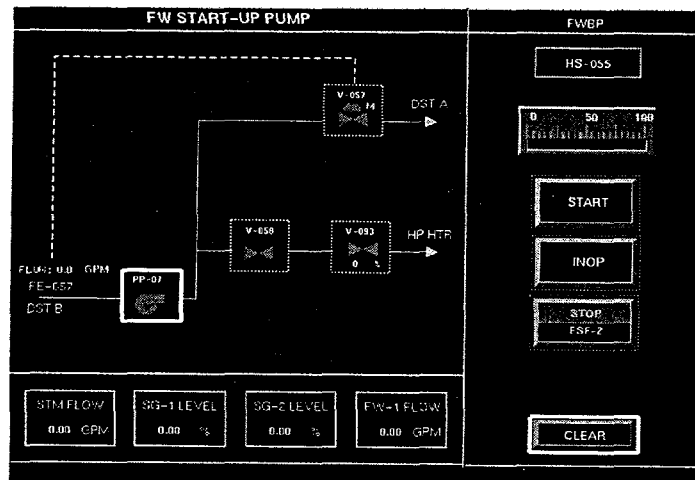 FW START-UP PUMP
FWBP
HS-055
0 50 100
V-057
DST A
START
V-058
V-093
HP HTR
0 %
INOP
FLOW: 0.0 GPM
FE-057
PP-07
DST B
STOP
ESF-2
STM FLOW
0.00 GPM
SG-1 LEVEL
0.00 %
SG-2 LEVEL
0.00 %
FW-1 FLOW
0.00 GPM
CLEAR